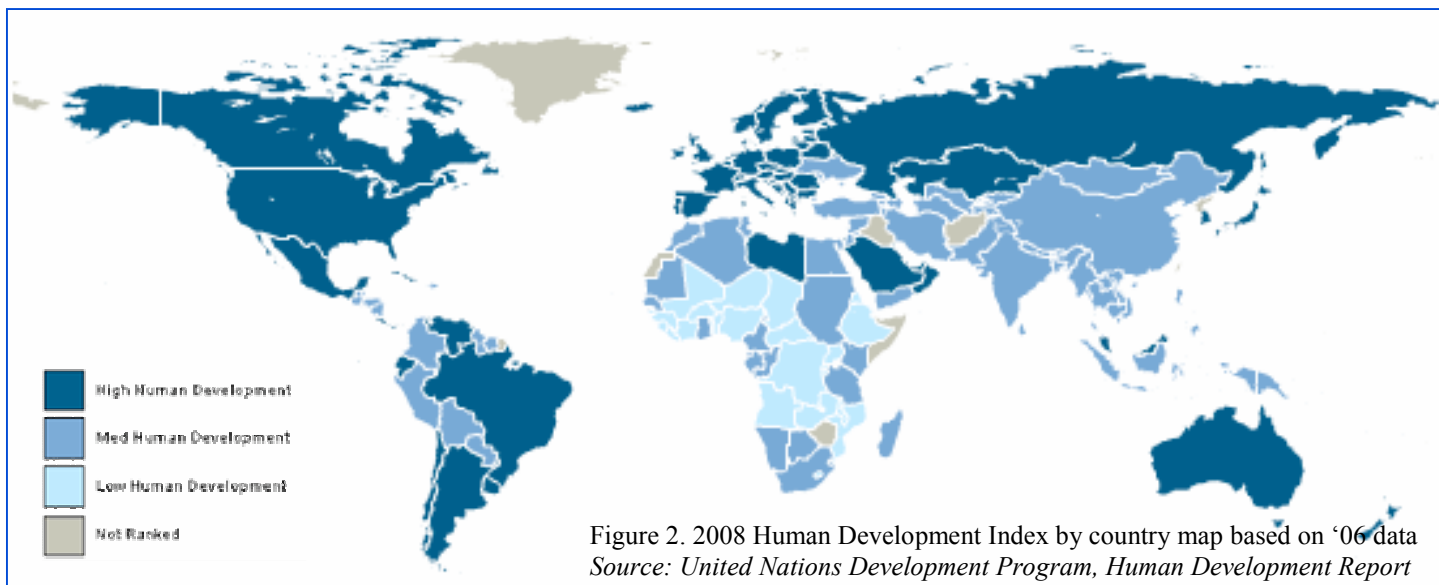 High Human Development
Med Human Development
Low Human Development
Not Ranked
Figure 2. 2008 Human Development Index by country map based on ‘06 data
Source: United Nations Development Program, Human Development Report